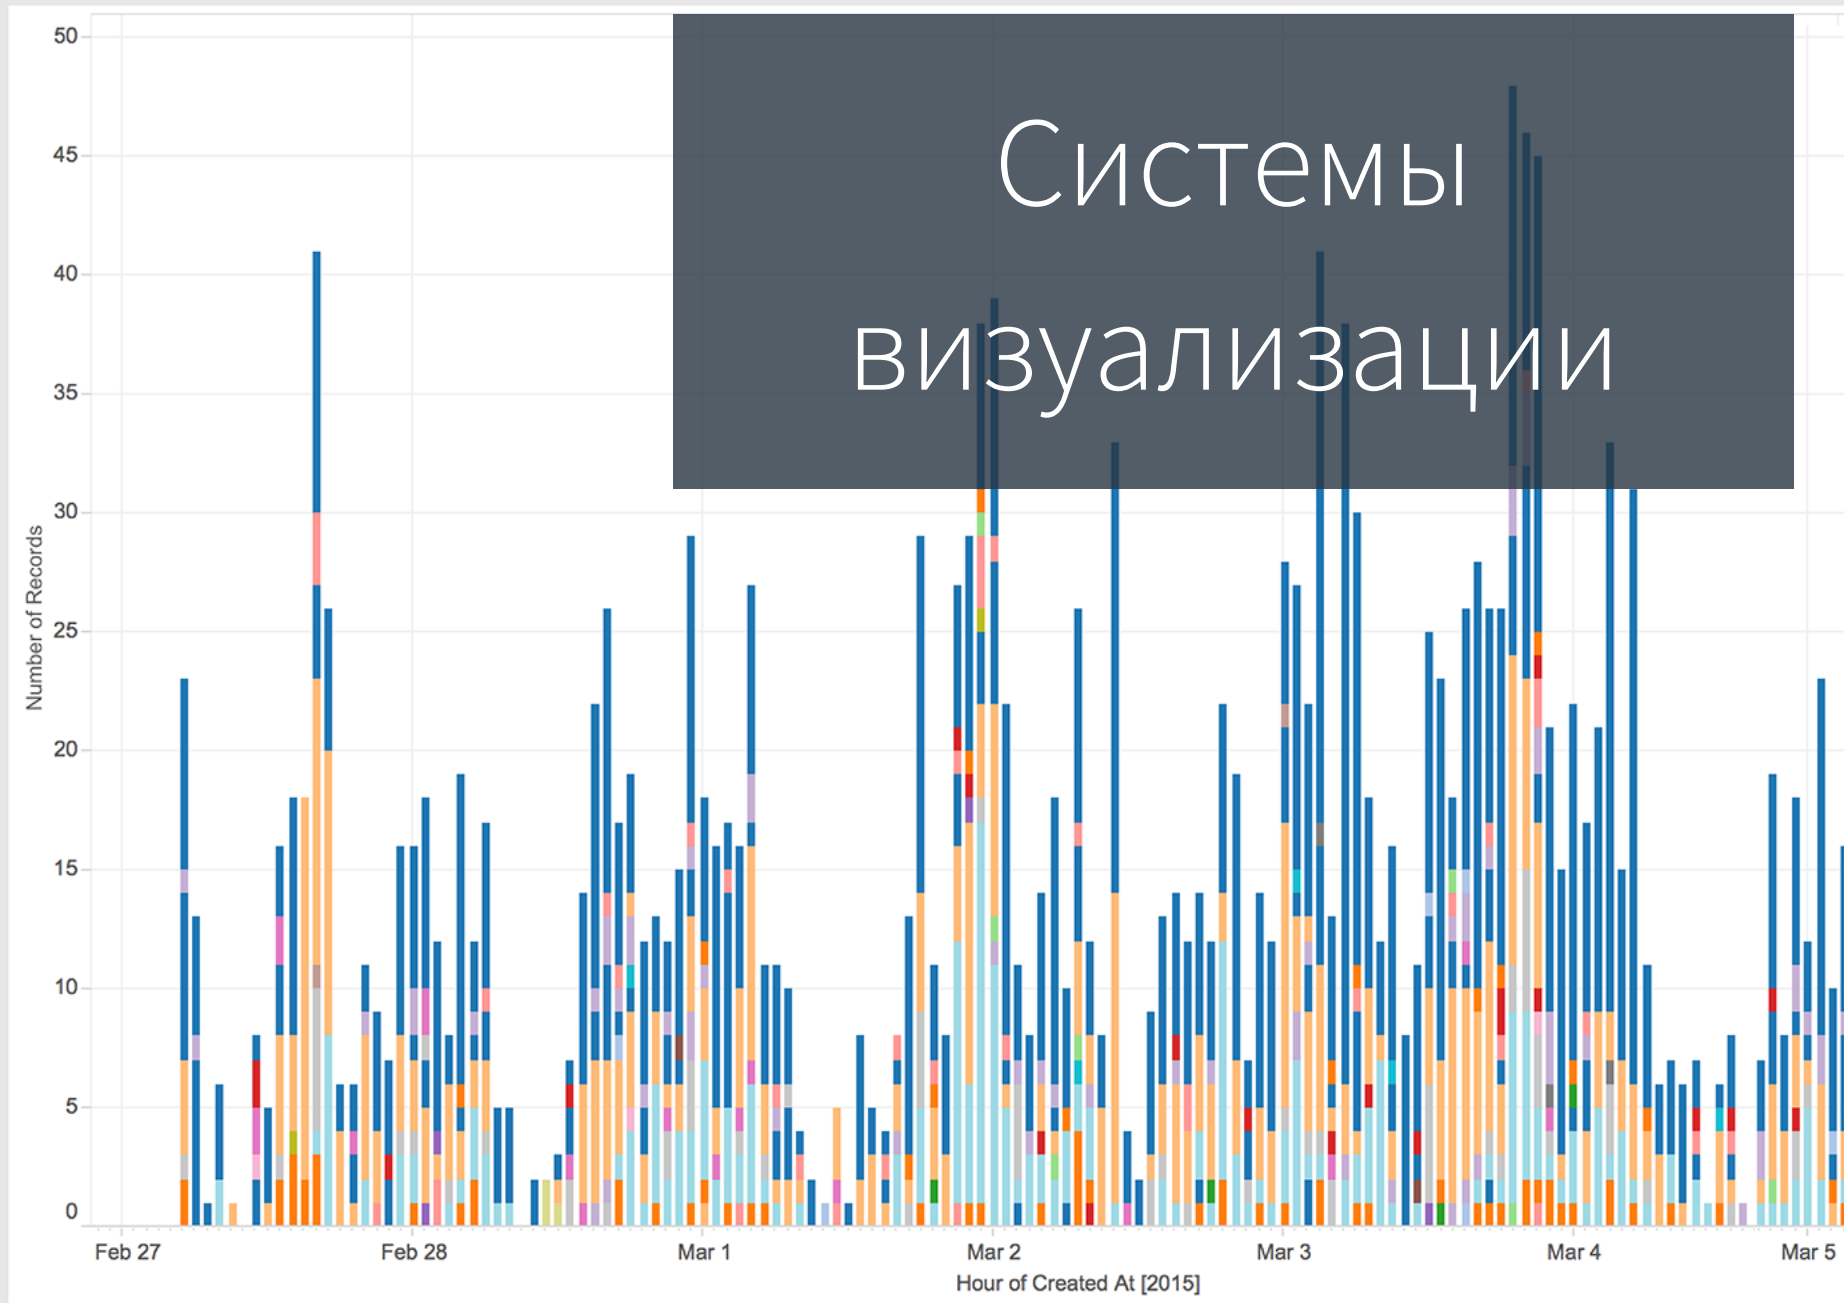 Системы
визуализации
50
45
40
35
30
25
20
15
10
5
0
Number of Records
Feb 27 Feb 28 Mar 1 Mar 2 Mar 3 Mar 4 Mar 5
Hour of Created At [2015]